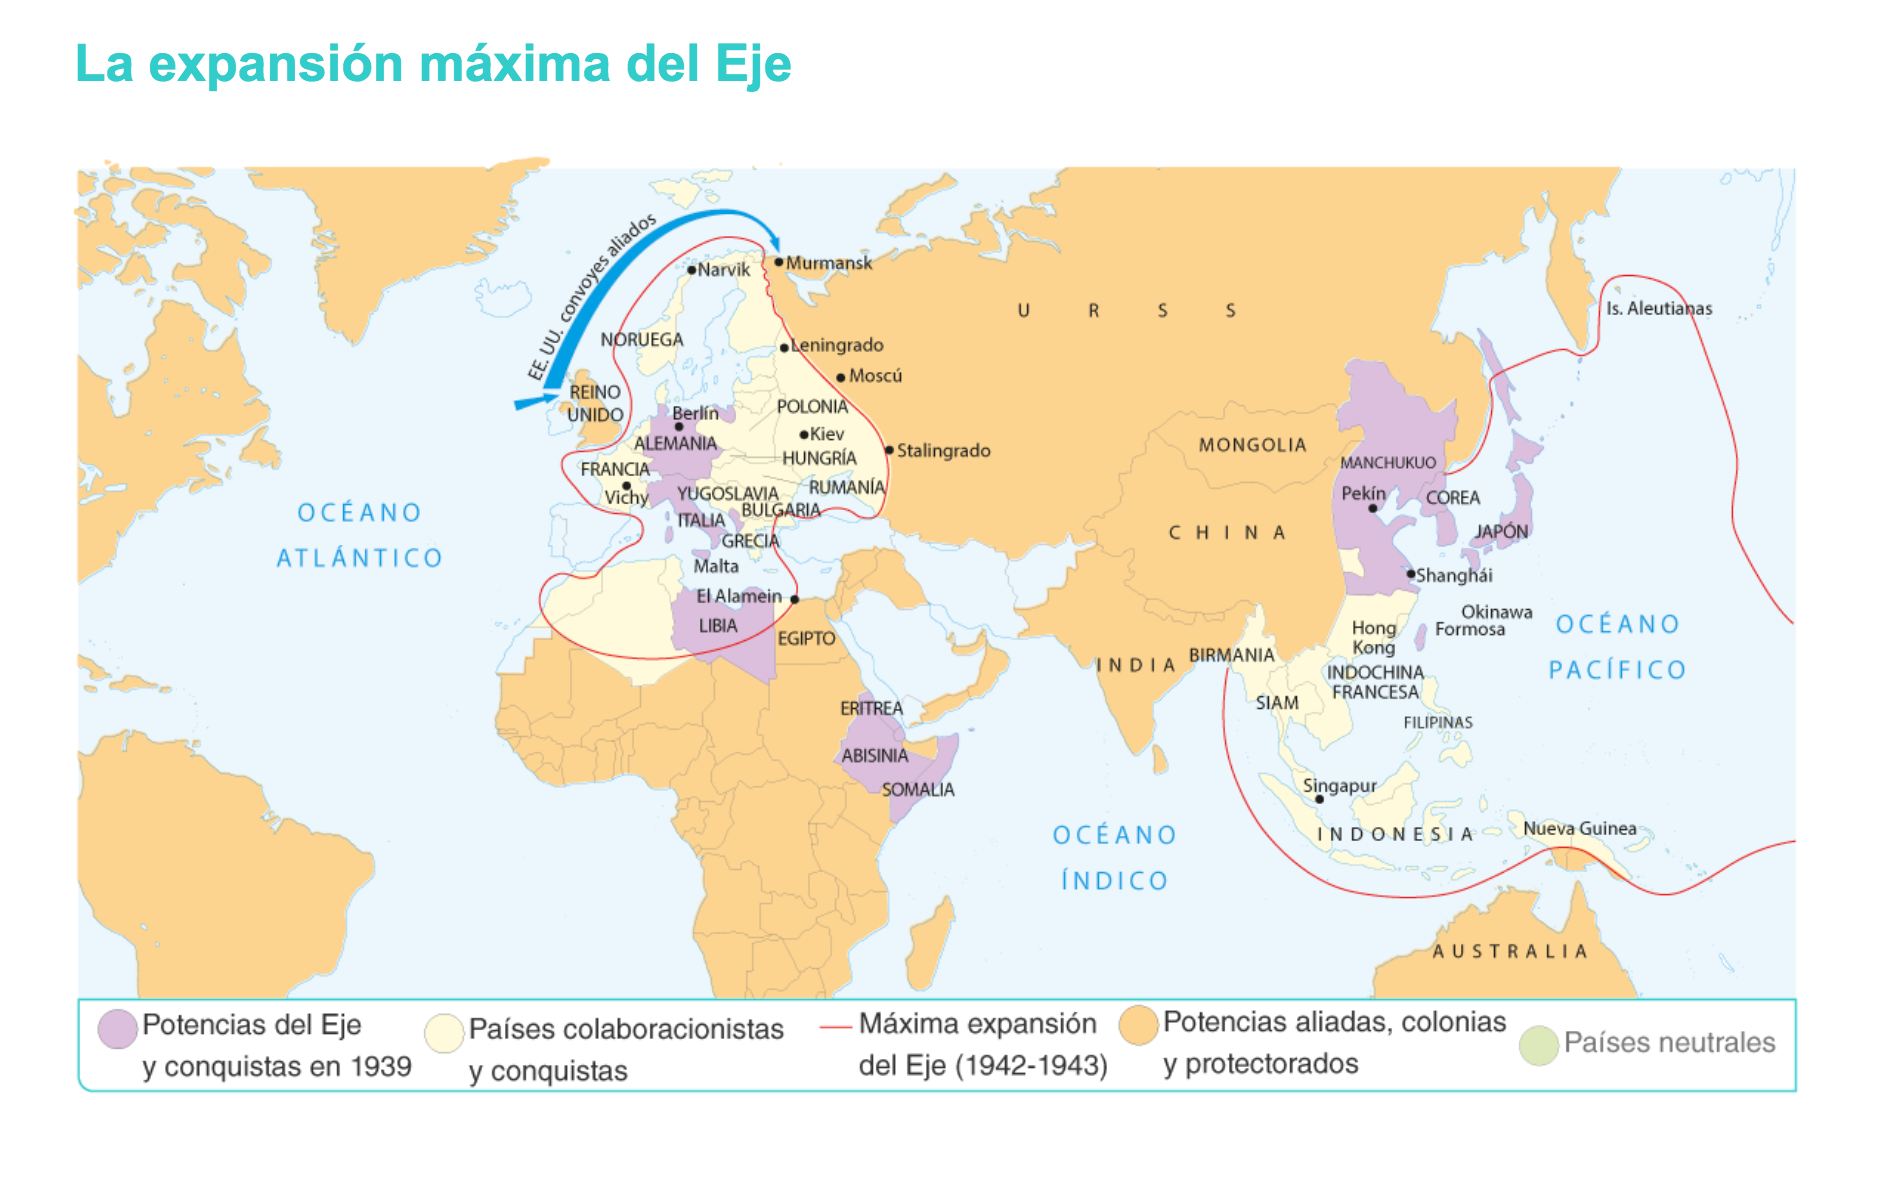 La expansión máxima del Eje
EE. UU. convoyes aliados
Murmansk
Narvik
U R S S
Is. Aleutianas
NORUEGA
Leningrado
Moscú
REINO
UNIDO
Berlín
POLONIA
ALEMANIA
Kiev
HUNGRÍA
Stalingrado
MONGOLIA
MANCHUKUO
FRANCIA
Vichy
YUGOSLAVIA
RUMANÍA
BULGARIA
ITALIA
GRECIA
Pekín
COREA
JAPÓN
OCÉANO
ATLÁNTICO
CHINA
Malta
El Alamein
LIBIA
EGIPTO
Shanghái
Okinawa
Formosa
Hong
Kong
OCÉANO
PACÍFICO
INDIA
BIRMANIA
INDOCHINA
FRANCESA
SIAM
FILIPINAS
ERITREA
ABISINIA
SOMALIA
Singapur
INDONESIA
Nueva Guinea
OCÉANO
ÍNDICO
AUSTRALIA
Potencias del Eje
y conquistas en 1939
Países colaboracionistas
y conquistas
Máxima expansión
del Eje (1942-1943)
Potencias aliadas, colonias
y protectorados
Países neutrales